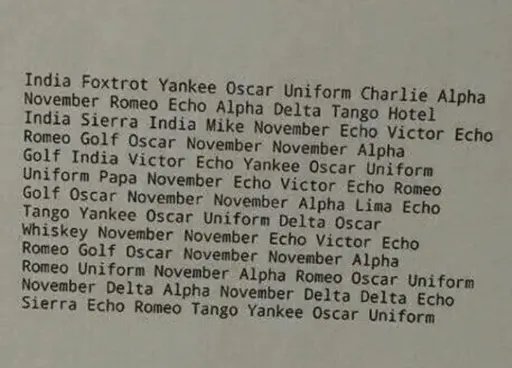 India Foxtrot Yankee Oscar Uniform Charlie Alpha
November Romeo Echo Alpha Delta Tango Hotel
India Sierra India Mike November Echo Victor Echo
Romeo Golf Oscar November November Alpha
Golf India Victor Echo Yankee Oscar Uniform
Uniform Papa November Echo Victor Echo Romeo
Golf Oscar November November Alpha Lima Echo
Tango Yankee Oscar Uniform Delta Oscar
Whiskey November November Echo Victor Echo
Romeo Golf Oscar November November Alpha
Romeo Uniform November Alpha Romeo Oscar Uniform
November Delta Alpha November Delta Delta Echo
Sierra Echo Romeo Tango Yankee Oscar Uniform